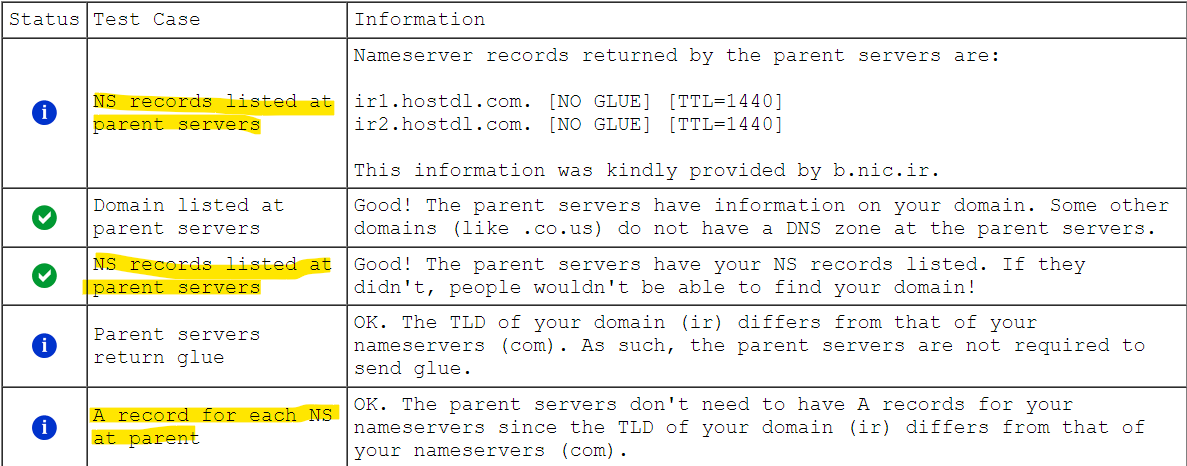 Status Test Case Information
Nameserver records returned by the parent servers are:
NS records listed at
parent servers
ir1.hostdl.com. [NO GLUE] [TTL=1440]
ir2.hostdl.com. [NO GLUE] [TTL=1440]
This information was kindly provided by b.nic.ir.
Domain listed at
parent servers
Good! The parent servers have information on your domain. Some other
domains (like .co.us) do not have a DNS zone at the parent servers.
NS records listed at
parent servers
Good! The parent servers have your NS records listed. If they
didn't, people wouldn't be able to find your domain!
Parent servers
return glue
OK. The TLD of your domain (ir) differs from that of your
nameservers (com). As such, the parent servers are not required to
send glue.
A record for each NS
at parent
OK. The parent servers don't need to have A records for your
nameservers since the TLD of your domain (ir) differs from that of
your nameservers (com).